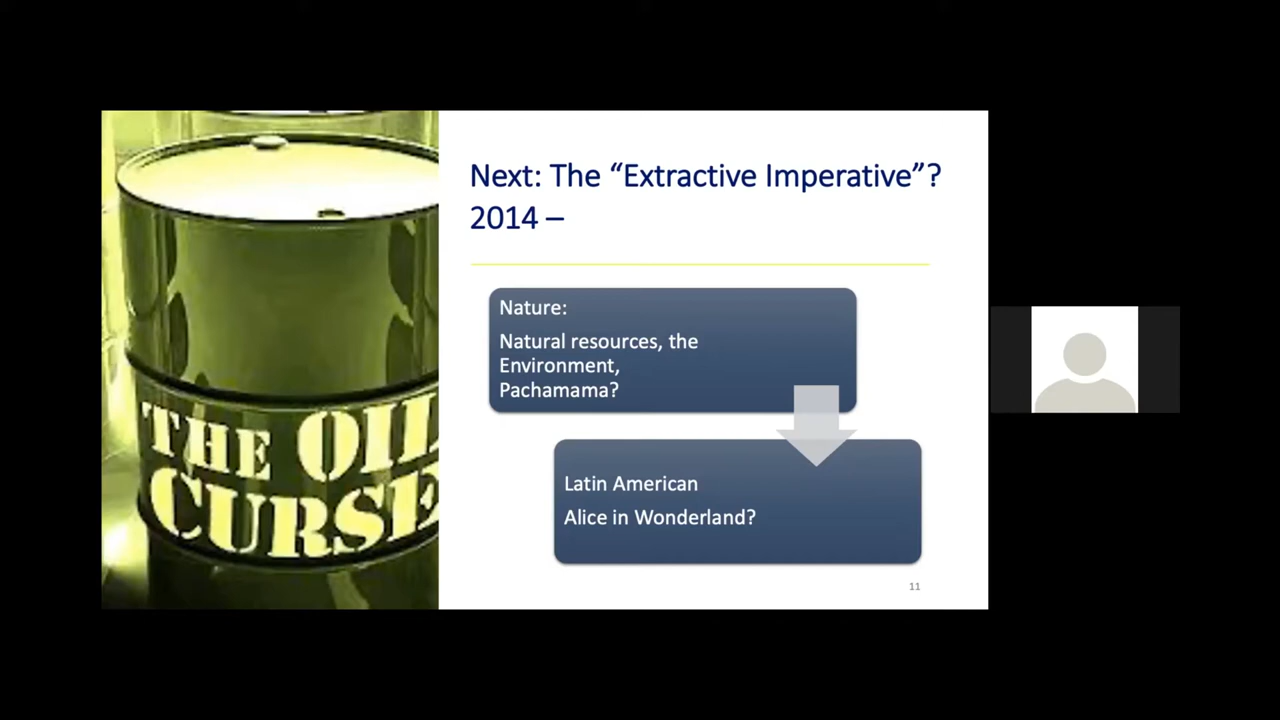 THE OIL
CURSE
Next: The “Extractive Imperative”?
2014 –
Nature:
Natural resources, the
Environment,
Pachamama?
Latin American
Alice in Wonderland?
11